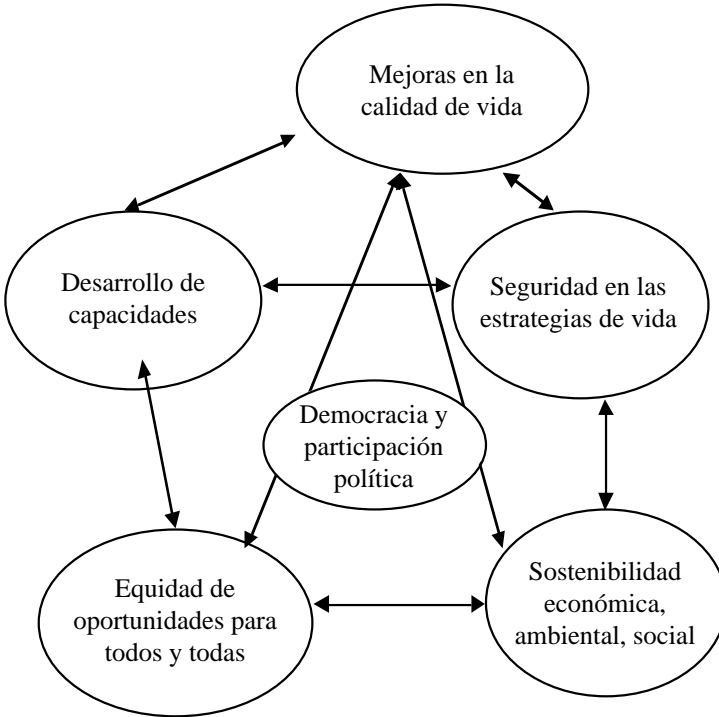 Mejoras en la
calidad de vida
Desarrollo de
capacidades
Seguridad en las
estrategias de vida
Democracia y
participación
política
Equidad de
oportunidades para
todos y todas
Sostenibilidad
económica,
ambiental, social